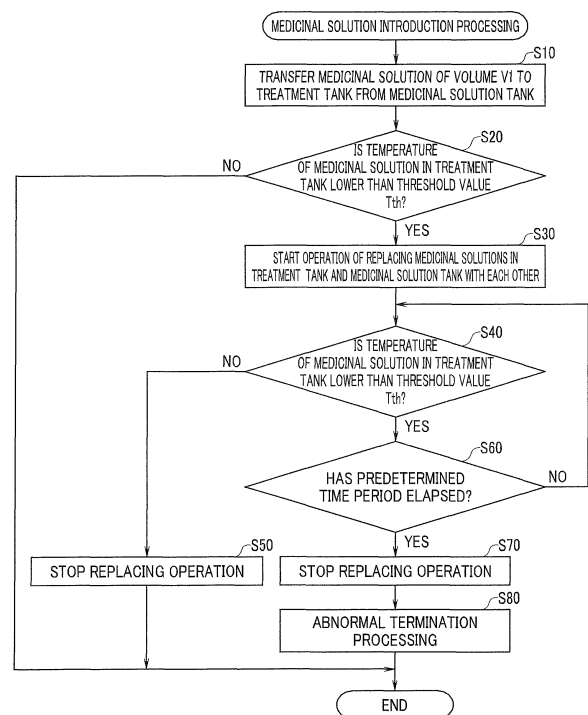 MEDICINAL SOLUTION INTRODUCTION PROCESSING
S10
TRANSFER MEDICINAL SOLUTION OF VOLUME V1 TO
TREATMENT TANK FROM MEDICINAL SOLUTION TANK
S20
IS TEMPERATURE
OF MEDICINAL SOLUTION IN TREATMENT
TANK LOWER THAN THRESHOLD VALUE
Tth?
NO
YES
S30
START OPERATION OF REPLACING MEDICINAL SOLUTIONS IN
TREATMENT TANK AND MEDICINAL SOLUTION TANK WITH EACH OTHER
S40
IS TEMPERATURE
OF MEDICINAL SOLUTION IN TREATMENT
TANK LOWER THAN THRESHOLD VALUE
Tth?
NO
YES
S60
HAS PREDETERMINED
TIME PERIOD ELAPSED?
NO
YES
S50
STOP REPLACING OPERATION
S70
STOP REPLACING OPERATION
S80
ABNORMAL TERMINATION
PROCESSING
END